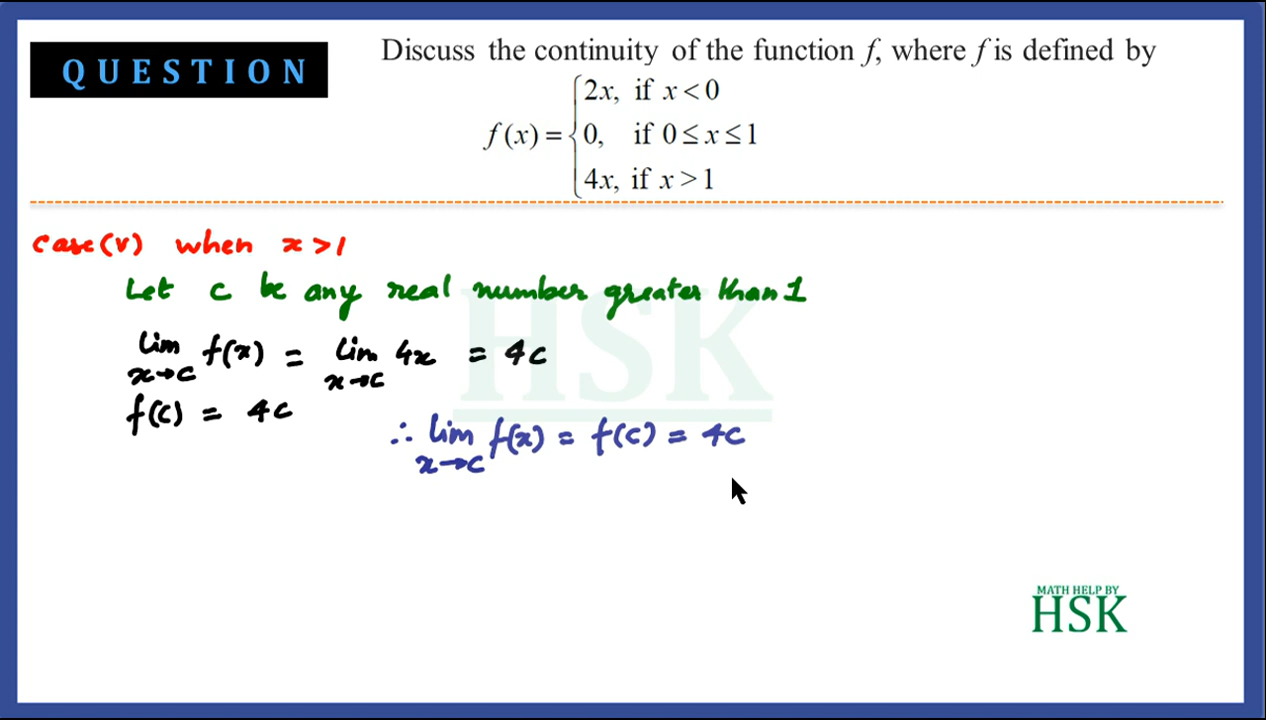 QUESTION
Discuss the continuity of the function f, where f is defined by
2x, if x < 0
f(x) = { 0, if 0 ≤ x ≤ 1
4x, if x > 1
case(v) when x > 1
Let c be any real number greater than 1
lim x→c f(x) = lim x→c 4x = 4c
f(c) = 4c
∴ lim x→c f(x) = f(c) = 4c
HSK
MATH HELP BY
HSK